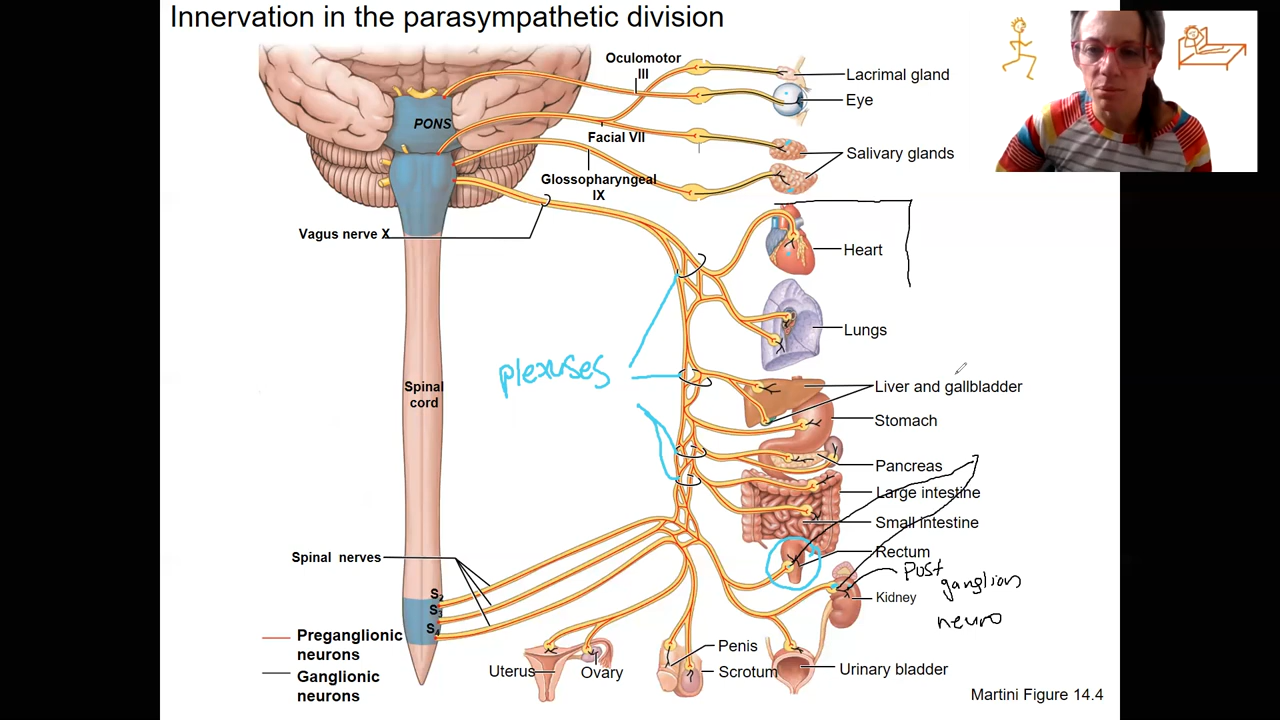 Innervation in the parasympathetic division
Oculomotor
III
Lacrimal gland
Eye
PONS
Facial VII
Salivary glands
Glossopharyngeal
IX
Vagus nerve X
Heart
Lungs
plexuses
Spinal
cord
Liver and gallbladder
Stomach
Pancreas
Large intestine
Small intestine
Rectum
post
ganglion
neuro
Kidney
Spinal nerves
S2
S3
S4
Preganglionic
neurons
Ganglionic
neurons
Uterus
Ovary
Penis
Scrotum
Urinary bladder
Martini Figure 14.4